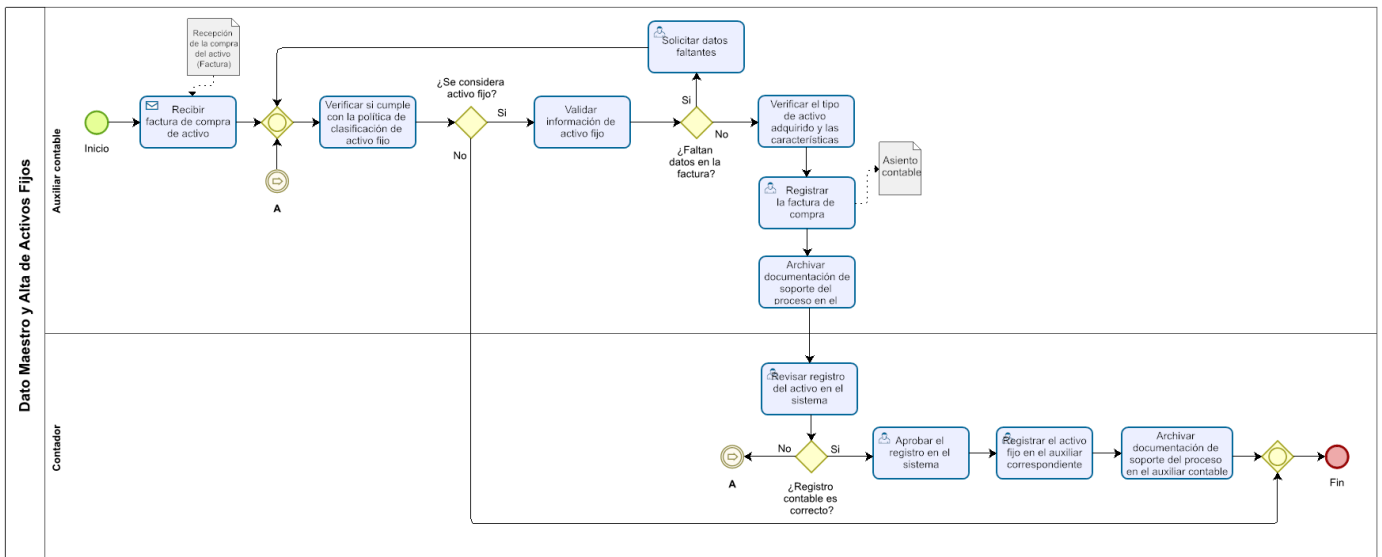 Dato Maestro y Alta de Activos Fijos
Auxiliar contable
Recepción
de la compra
del activo
(Factura)
Inicio
Recibir
factura de compra
de activo
A
Verificar si cumple
con la política de
clasificación de
activo fijo
¿Se considera
activo fijo?
Si
No
Validar
información de
activo fijo
Solicitar datos
faltantes
Si
No
¿Faltan
datos en la
factura?
Verificar el tipo
de activo
adquirido y las
características
Registrar
la factura de
compra
Asiento
contable
Archivar
documentación de
soporte del
proceso en el
Contador
Revisar registro
del activo en el
sistema
A
No
Si
¿Registro
contable es
correcto?
Aprobar el
registro en el
sistema
Registrar el activo
fijo en el auxiliar
correspondiente
Archivar
documentación de
soporte del proceso
en el auxiliar contable
Fin